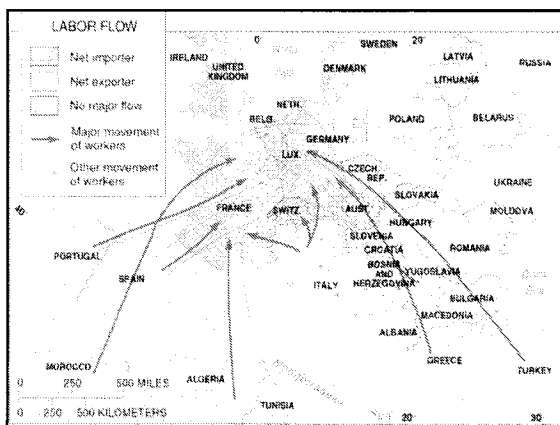 LABOR FLOW
Net importer
Net exporter
No major flow
Major movement
of workers
Other movement
of workers
0
20
SWEDEN
IRELAND
UNITED
KINGDOM
DENMARK
LATVIA
LITHUANIA
RUSSIA
NETH.
BELG.
POLAND
BELARUS
GERMANY
LUX.
CZECH.
REP.
SLOVAKIA
UKRAINE
40
FRANCE
SWITZ.
AUST.
HUNGARY
MOLDOVA
SLOVENIA
CROATIA
ROMANIA
PORTUGAL
SPAIN
ITALY
BOSNIA
AND
HERZEGOVINA
YUGOSLAVIA
BULGARIA
MACEDONIA
ALBANIA
GREECE
TURKEY
MOROCCO
ALGERIA
TUNISIA
0 250 500 MILES
0 250 500 KILOMETERS
20
30